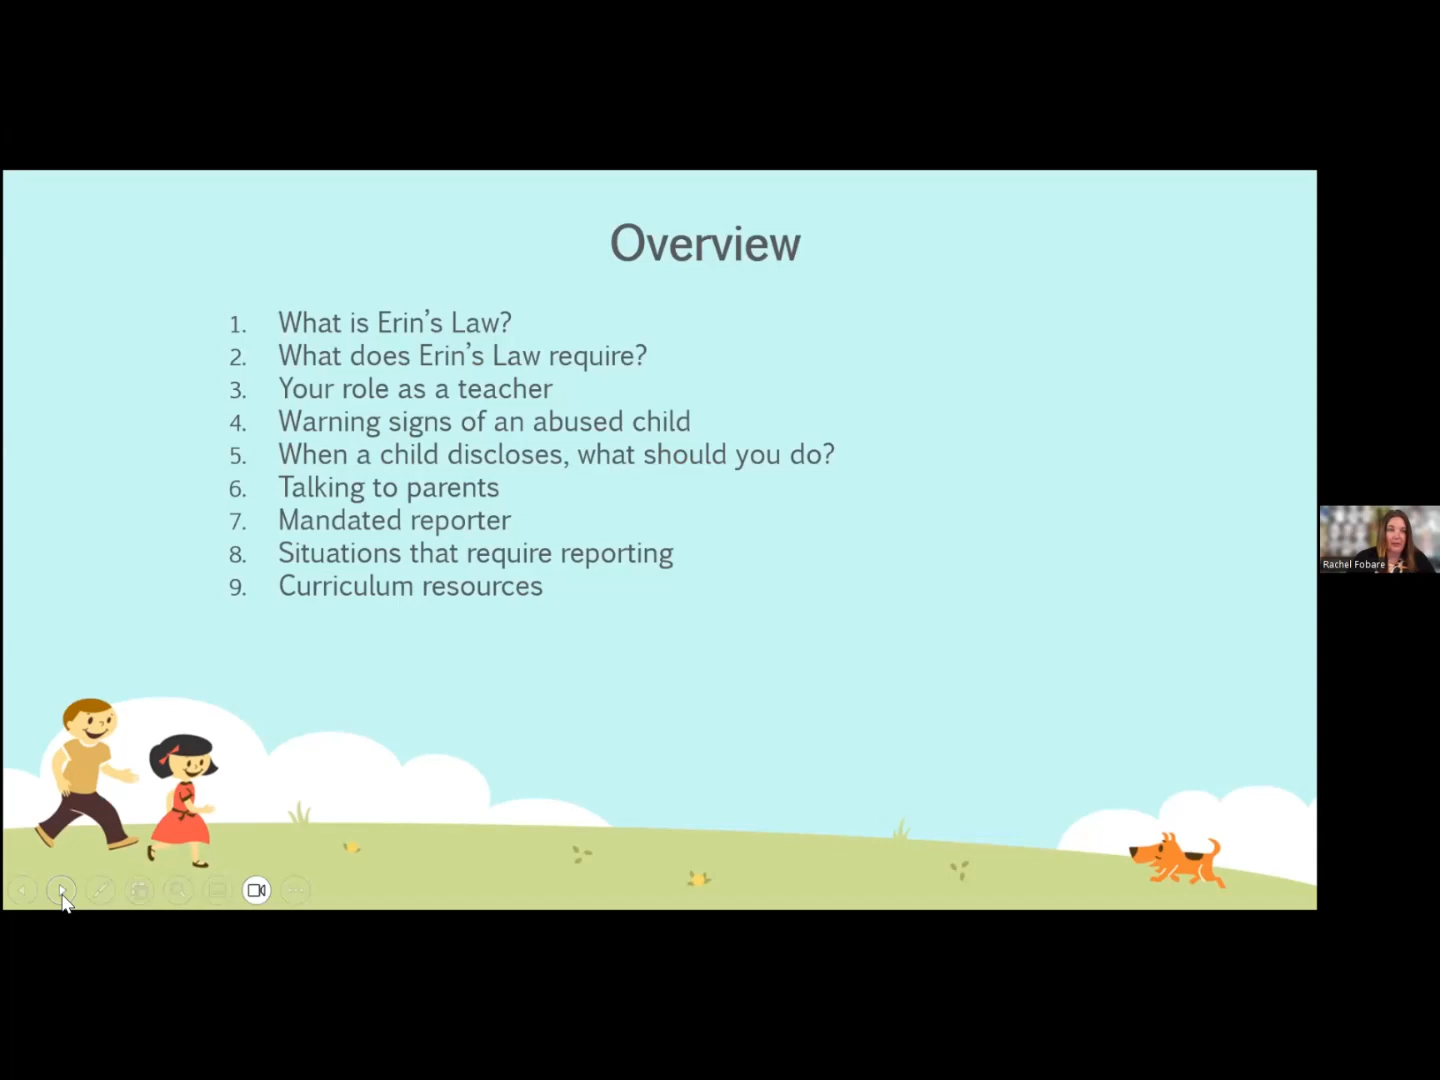 Overview
1. What is Erin's Law?
2. What does Erin's Law require?
3. Your role as a teacher
4. Warning signs of an abused child
5. When a child discloses, what should you do?
6. Talking to parents
7. Mandated reporter
8. Situations that require reporting
9. Curriculum resources
Rachel Fobare